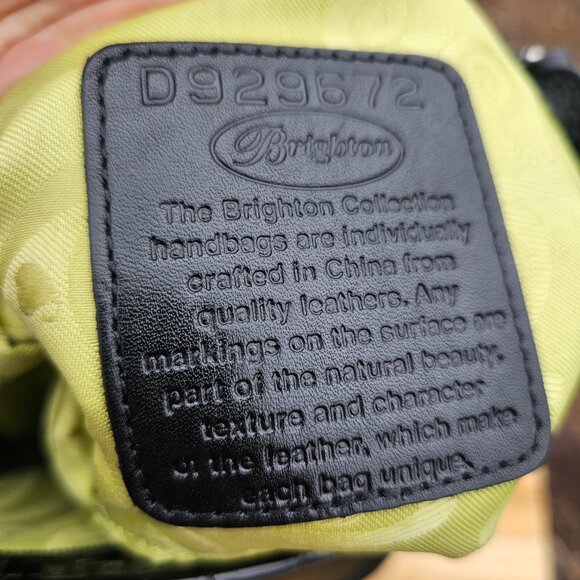 D929672
Brighton
The Brighton Collection
handbags are individually
crafted in China from
quality leathers. Any
markings on the surface are
part of the natural beauty,
texture and character
of the leather, which make
each bag unique.